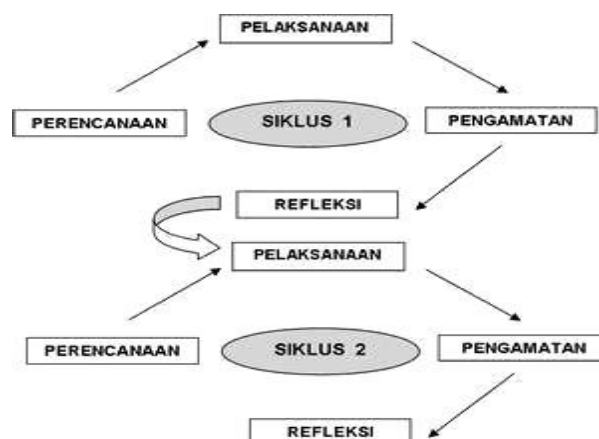 PELAKSANAAN
PERENCANAAN
SIKLUS 1
PENGAMATAN
REFLEKSI
PELAKSANAAN
PERENCANAAN
SIKLUS 2
PENGAMATAN
REFLEKSI